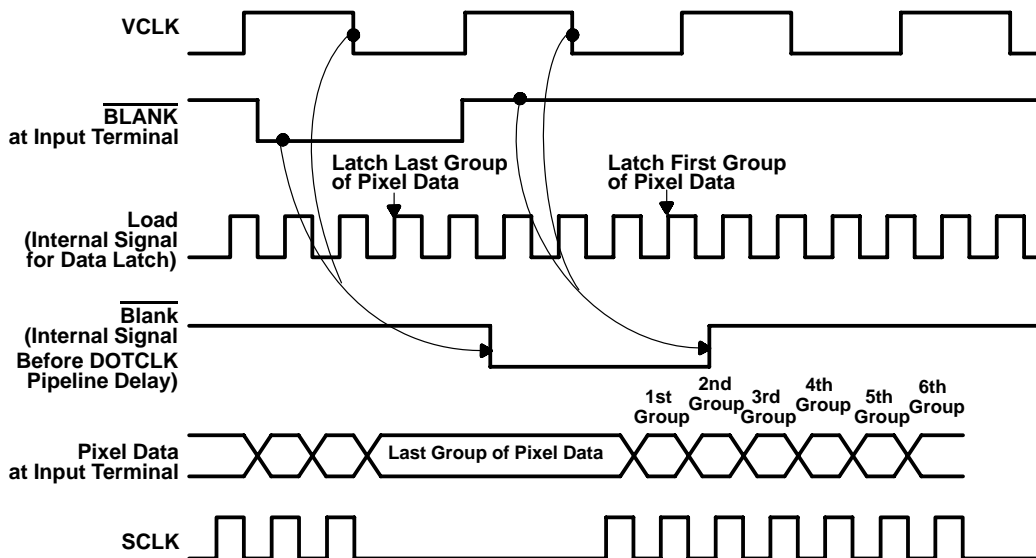 VCLK
BLANK
at Input Terminal
Latch Last Group
of Pixel Data
Latch First Group
of Pixel Data
Load
(Internal Signal
for Data Latch)
Blank
(Internal Signal
Before DOTCLK
Pipeline Delay)
1st
Group
2nd
Group
3rd
Group
4th
Group
5th
Group
6th
Group
Pixel Data
at Input Terminal
Last Group of Pixel Data
SCLK